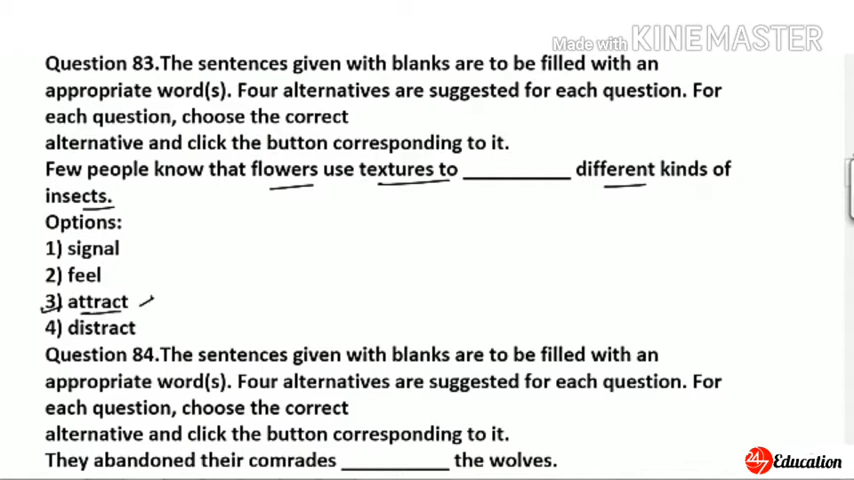 Made with KINEMASTER
Question 83.The sentences given with blanks are to be filled with an
appropriate word(s). Four alternatives are suggested for each question. For
each question, choose the correct
alternative and click the button corresponding to it.
Few people know that flowers use textures to __________ different kinds of
insects.
Options:
1) signal
2) feel
3) attract
4) distract
Question 84.The sentences given with blanks are to be filled with an
appropriate word(s). Four alternatives are suggested for each question. For
each question, choose the correct
alternative and click the button corresponding to it.
They abandoned their comrades __________ the wolves.
24/7 Education